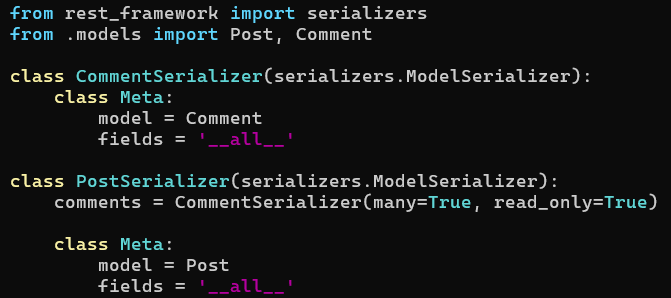 from rest_framework import serializers
from .models import Post, Comment

class CommentSerializer(serializers.ModelSerializer):
    class Meta:
        model = Comment
        fields = '__all__'

class PostSerializer(serializers.ModelSerializer):
    comments = CommentSerializer(many=True, read_only=True)

    class Meta:
        model = Post
        fields = '__all__'